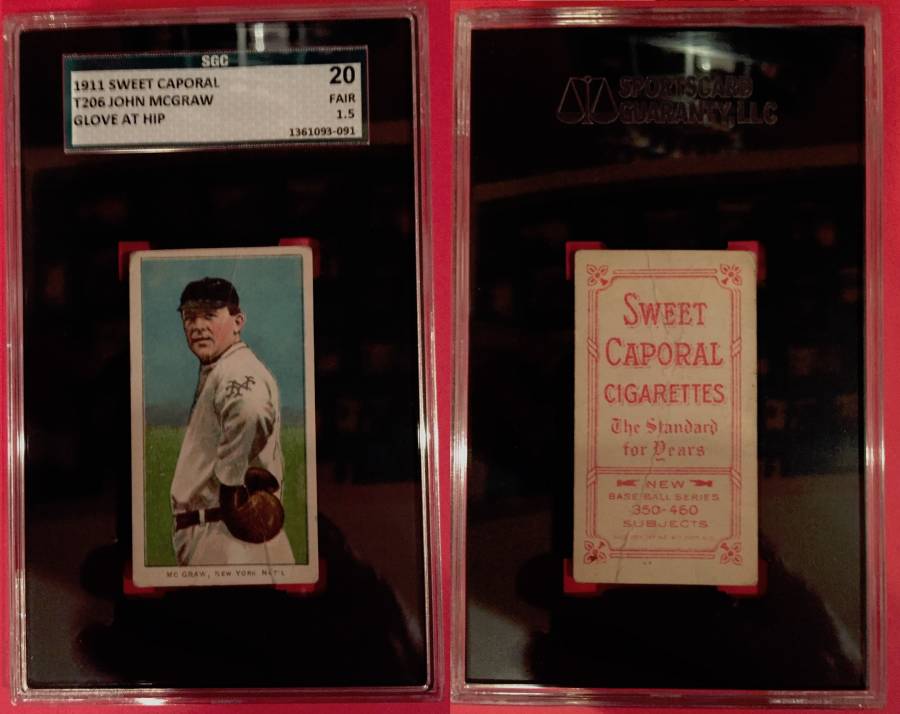 SGC
1911 SWEET CAPORAL
20
T206 JOHN MCGRAW
FAIR
GLOVE AT HIP
1.5
1361093-091
MC GRAW, NEW YORK NAT'L
SPORTSCARD
GUARANTY, LLC
SWEET
CAPORAL
CIGARETTES
The Standard
for Years
NEW
BASE BALL SERIES
350-460
SUBJECTS